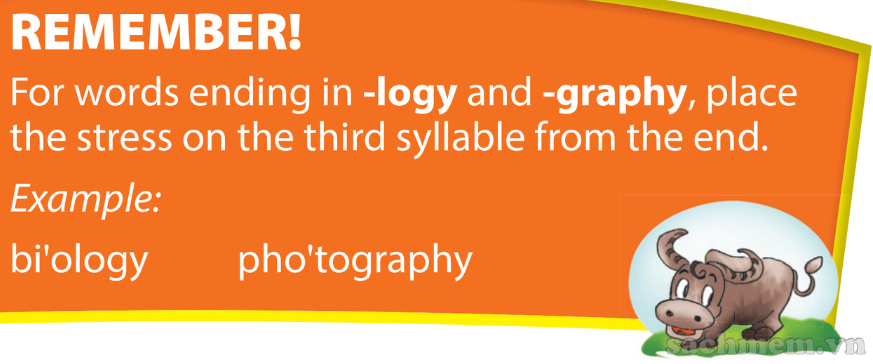 REMEMBER!
For words ending in -logy and -graphy, place
the stress on the third syllable from the end.
Example:
bi'ology pho'tography
sachmem.vn